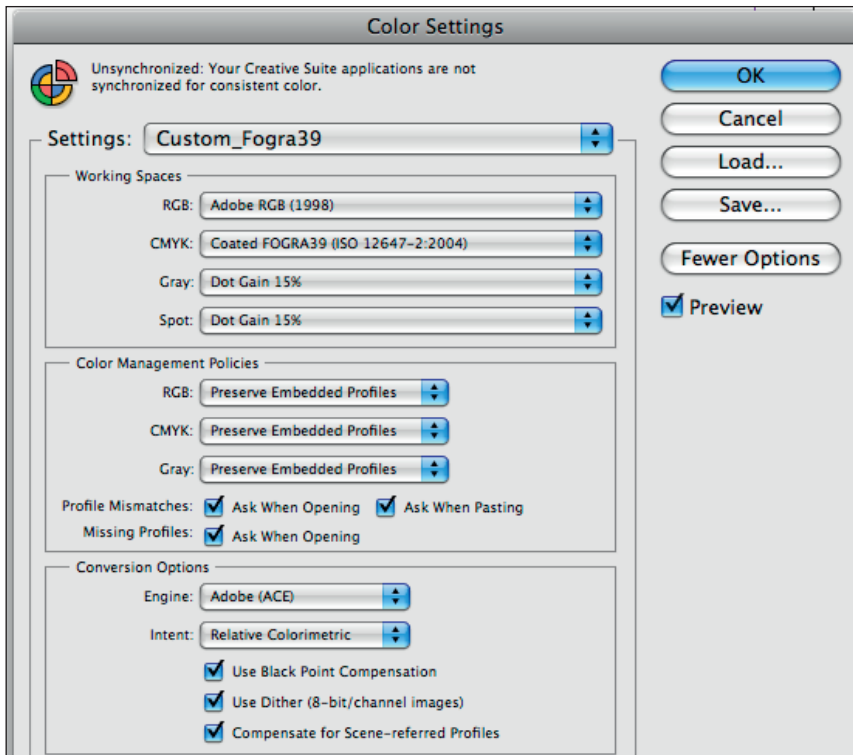 Color Settings
Unsynchronized: Your Creative Suite applications are not
synchronized for consistent color.
Settings: Custom_Fogra39
Working Spaces
RGB: Adobe RGB (1998)
CMYK: Coated FOGRA39 (ISO 12647-2:2004)
Gray: Dot Gain 15%
Spot: Dot Gain 15%
Color Management Policies
RGB: Preserve Embedded Profiles
CMYK: Preserve Embedded Profiles
Gray: Preserve Embedded Profiles
Profile Mismatches: Ask When Opening Ask When Pasting
Missing Profiles: Ask When Opening
Conversion Options
Engine: Adobe (ACE)
Intent: Relative Colorimetric
Use Black Point Compensation
Use Dither (8-bit/channel images)
Compensate for Scene-referred Profiles
OK
Cancel
Load...
Save...
Fewer Options
Preview